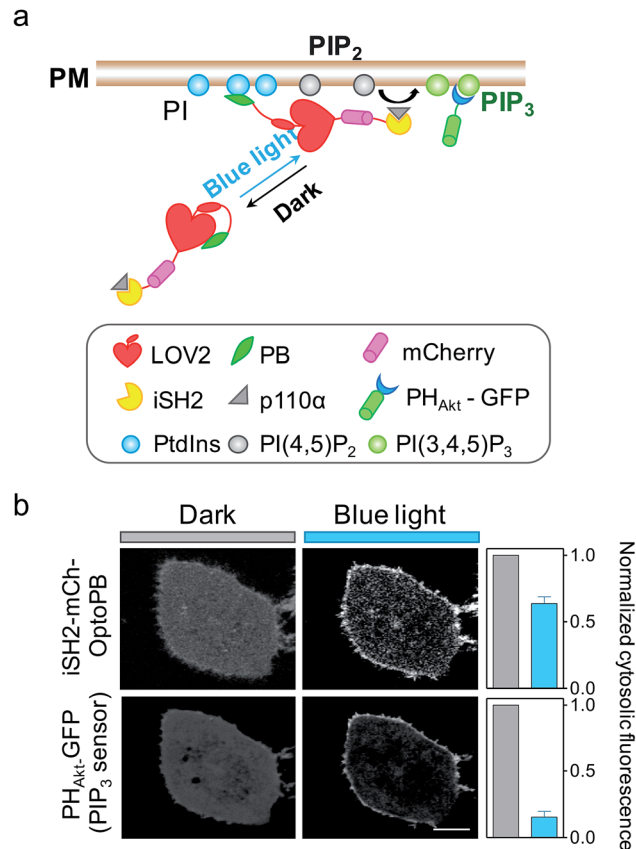 a
PIP2
PM
PI
PIP3
Blue light
Dark
LOV2
PB
mCherry
iSH2
p110α
PHAkt - GFP
PtdIns
PI(4,5)P2
PI(3,4,5)P3
b
Dark
Blue light
iSH2-mCh-
OptoPB
1.0
0.5
0.0
PHAkt-GFP
(PIP3 sensor)
1.0
0.5
0.0
Normalized cytosolic fluorescence